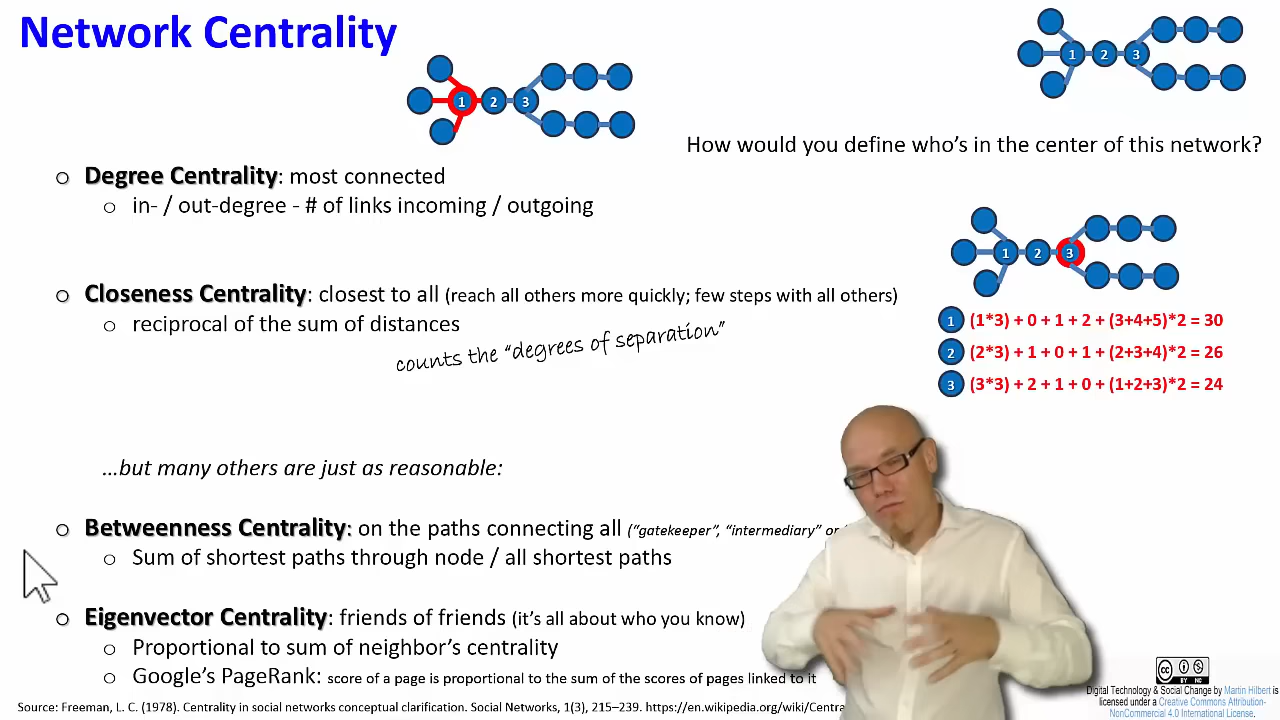 Network Centrality
1 2 3
1 2 3
How would you define who's in the center of this network?
Degree Centrality: most connected
in- / out-degree - # of links incoming / outgoing
1 2 3
Closeness Centrality: closest to all (reach all others more quickly; few steps with all others)
reciprocal of the sum of distances
counts the “degrees of separation”
1 (1*3) + 0 + 1 + 2 + (3+4+5)*2 = 30
2 (2*3) + 1 + 0 + 1 + (2+3+4)*2 = 26
3 (3*3) + 2 + 1 + 0 + (1+2+3)*2 = 24
…but many others are just as reasonable:
Betweenness Centrality: on the paths connecting all (“gatekeeper”, “intermediary” or
Sum of shortest paths through node / all shortest paths
Eigenvector Centrality: friends of friends (it's all about who you know)
Proportional to sum of neighbor's centrality
Google's PageRank: score of a page is proportional to the sum of the scores of pages linked to it
Source: Freeman, L. C. (1978). Centrality in social networks conceptual clarification. Social Networks, 1(3), 215–239. https://en.wikipedia.org/wiki/Centra
cc BY NC
Digital Technology & Social Change by Martin Hilbert is
licensed under a Creative Commons Attribution-
NonCommercial 4.0 International License.